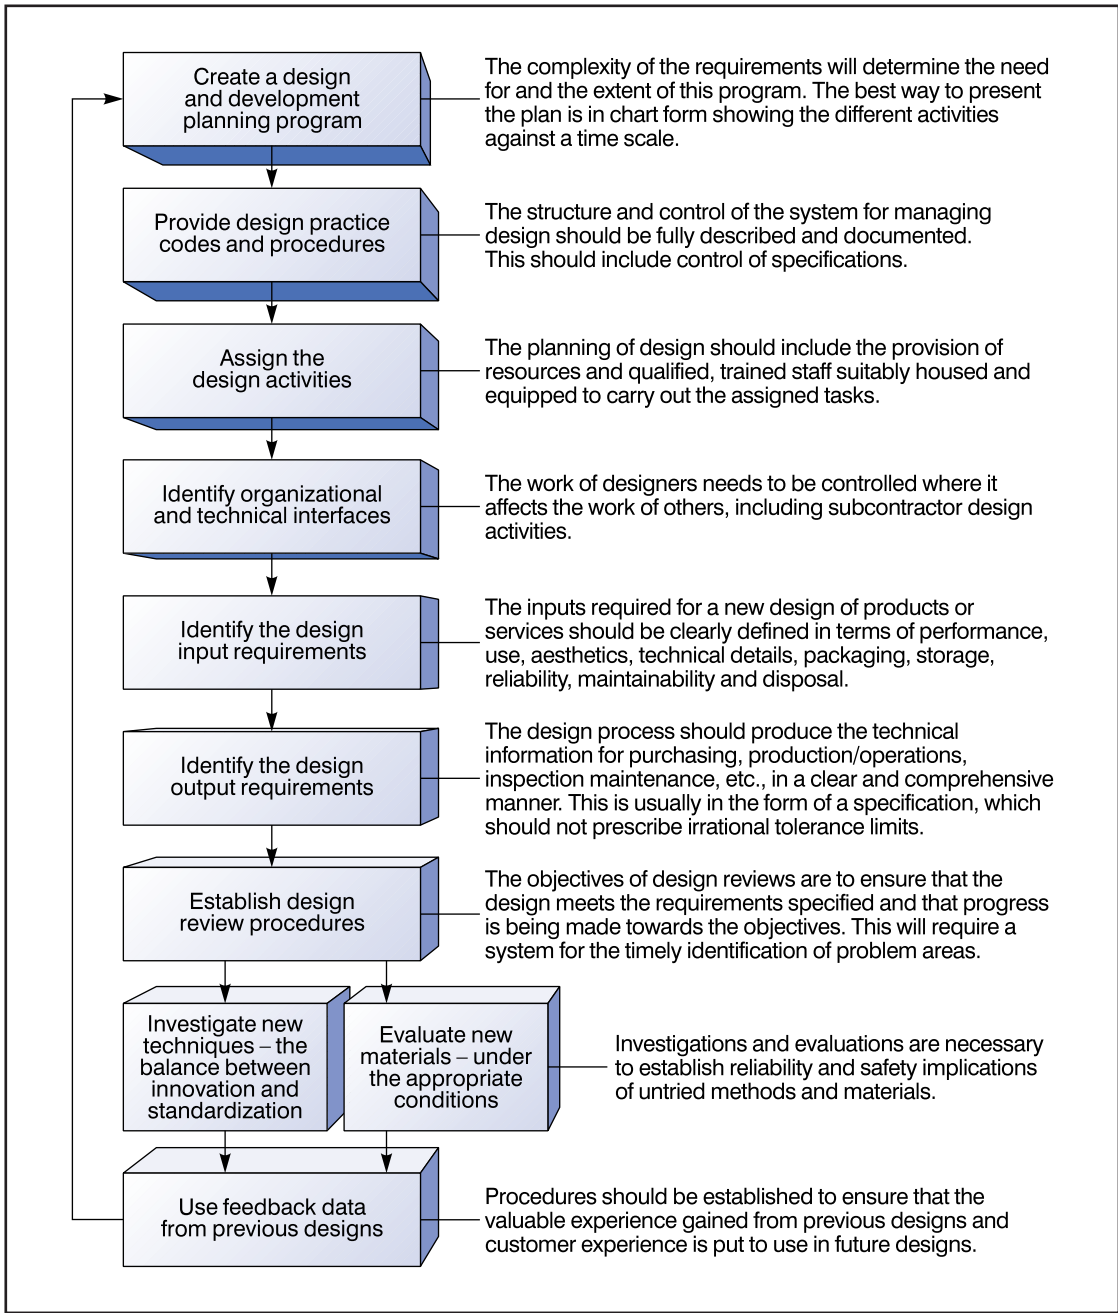 Create a design
and development
planning program
The complexity of the requirements will determine the need
for and the extent of this program. The best way to present
the plan is in chart form showing the different activities
against a time scale.
Provide design practice
codes and procedures
The structure and control of the system for managing
design should be fully described and documented.
This should include control of specifications.
Assign the
design activities
The planning of design should include the provision of
resources and qualified, trained staff suitably housed and
equipped to carry out the assigned tasks.
Identify organizational
and technical interfaces
The work of designers needs to be controlled where it
affects the work of others, including subcontractor design
activities.
Identify the design
input requirements
The inputs required for a new design of products or
services should be clearly defined in terms of performance,
use, aesthetics, technical details, packaging, storage,
reliability, maintainability and disposal.
Identify the design
output requirements
The design process should produce the technical
information for purchasing, production/operations,
inspection maintenance, etc., in a clear and comprehensive
manner. This is usually in the form of a specification, which
should not prescribe irrational tolerance limits.
Establish design
review procedures
The objectives of design reviews are to ensure that the
design meets the requirements specified and that progress
is being made towards the objectives. This will require a
system for the timely identification of problem areas.
Investigate new
techniques – the
balance between
innovation and
standardization
Evaluate new
materials – under
the appropriate
conditions
Investigations and evaluations are necessary
to establish reliability and safety implications
of untried methods and materials.
Use feedback data
from previous designs
Procedures should be established to ensure that the
valuable experience gained from previous designs and
customer experience is put to use in future designs.